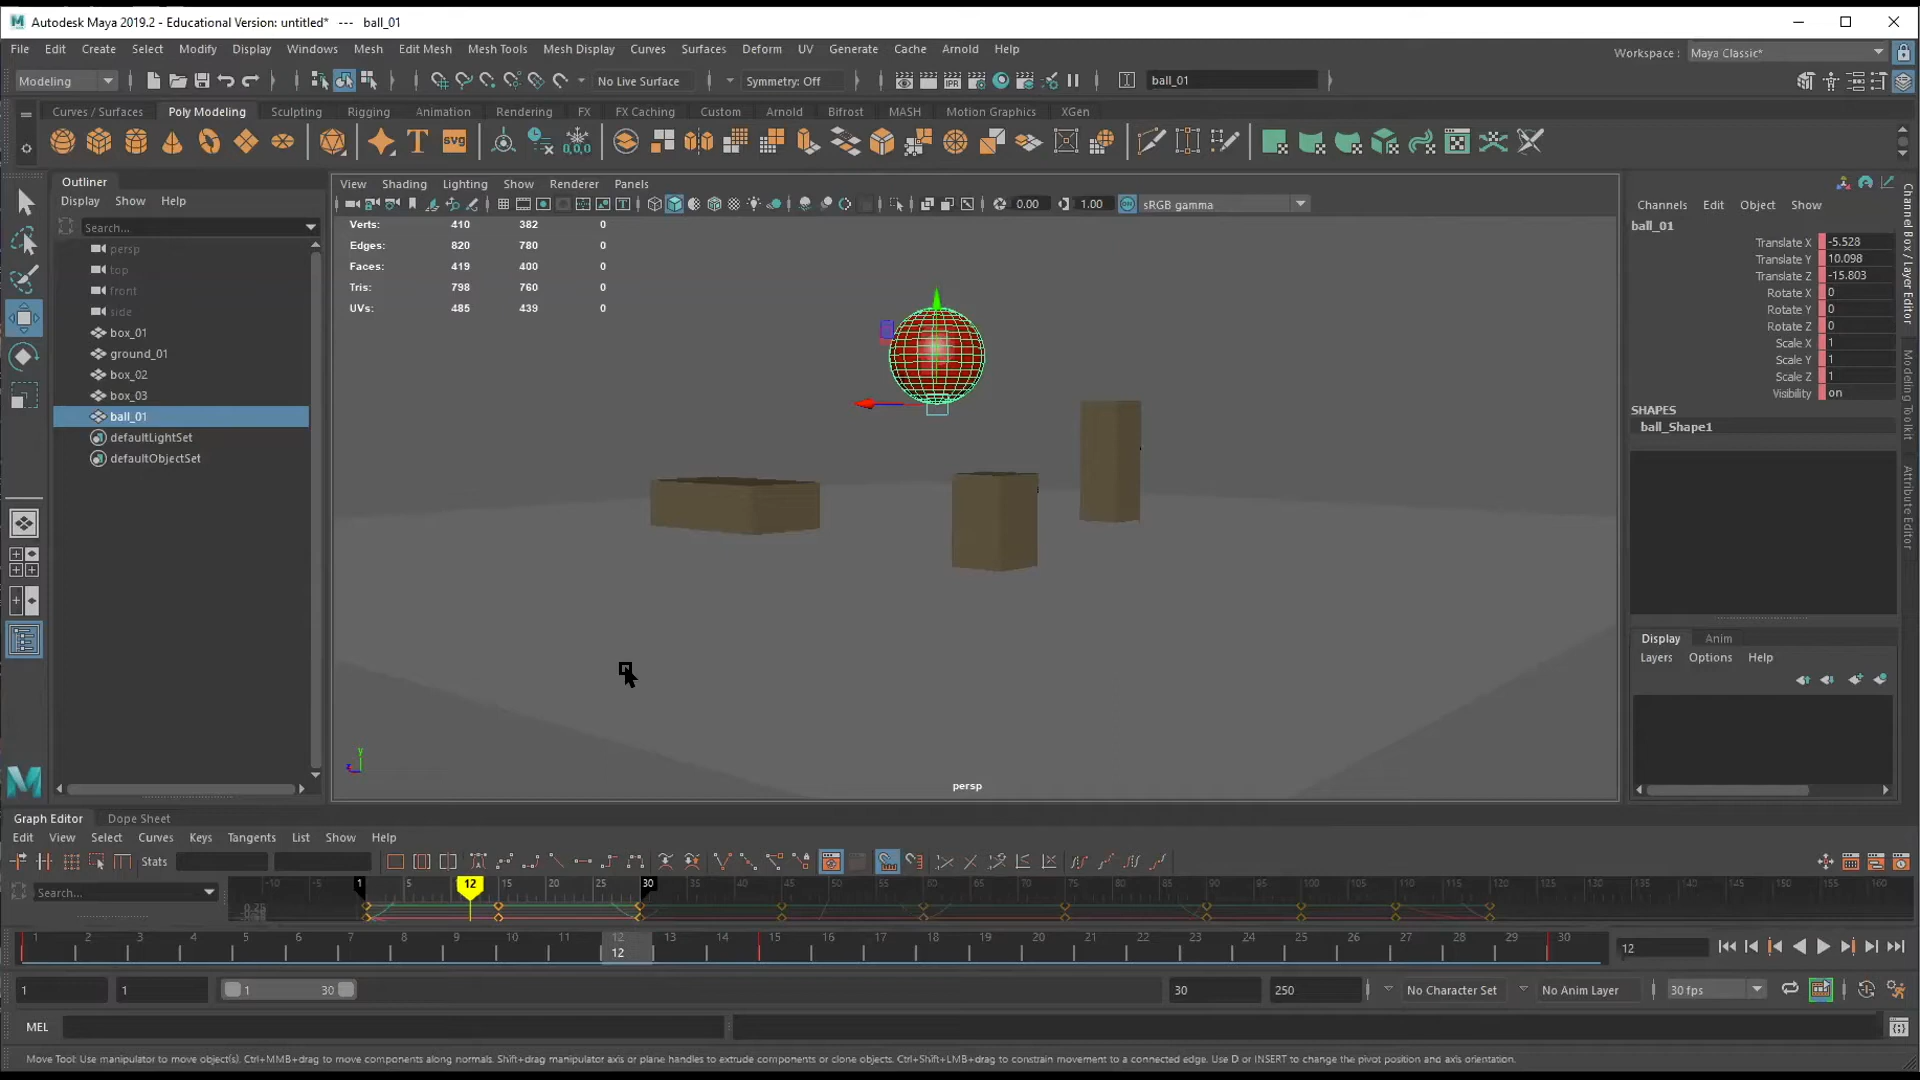 Autodesk Maya 2019.2 - Educational Version: untitled* --- ball_01
File Edit Create Select Modify Display Windows Mesh Edit Mesh Mesh Tools Mesh Display Curves Surfaces Deform UV Generate Cache Arnold Help
Workspace : Maya Classic*
Modeling No Live Surface Symmetry: Off ball_01
Curves / Surfaces Poly Modeling Sculpting Rigging Animation Rendering FX FX Caching Custom Arnold Bifrost MASH Motion Graphics XGen
T svg 0,0,0
Outliner
Display Show Help
Search...
persp
top
front
side
box_01
ground_01
box_02
box_03
ball_01
defaultLightSet
defaultObjectSet
View Shading Lighting Show Renderer Panels
0.00 1.00 ON sRGB gamma
Verts: 410 382 0
Edges: 820 780 0
Faces: 419 400 0
Tris: 798 760 0
UVs: 485 439 0
y
z
persp
Channels Edit Object Show
ball_01
Translate X -5.528
Translate Y 10.098
Translate Z -15.803
Rotate X 0
Rotate Y 0
Rotate Z 0
Scale X 1
Scale Y 1
Scale Z 1
Visibility on
SHAPES
ball_Shape1
Display Anim
Layers Options Help
Channel Box / Layer Editor
Modeling Toolkit
Attribute Editor
Graph Editor Dope Sheet
Edit View Select Curves Keys Tangents List Show Help
Stats
Search...
-10 -5 1 5 12 15 20 25 30 35 40 45 50 55 60 65 70 75 80 85 90 95 100 105 110 115 120 125 130 135 140 145 150 155 160
0.25
1 2 3 4 5 6 7 8 9 10 11 12 13 14 15 16 17 18 19 20 21 22 23 24 25 26 27 28 29 30
12
12
1 1 1 30 30 250 No Character Set No Anim Layer 30 fps
MEL
Move Tool: Use manipulator to move object(s). Ctrl+MMB+drag to move components along normals. Shift+drag manipulator axis or plane handles to extrude components or clone objects. Ctrl+Shift+LMB+drag to constrain movement to a connected edge. Use D or INSERT to change the pivot position and axis orientation.